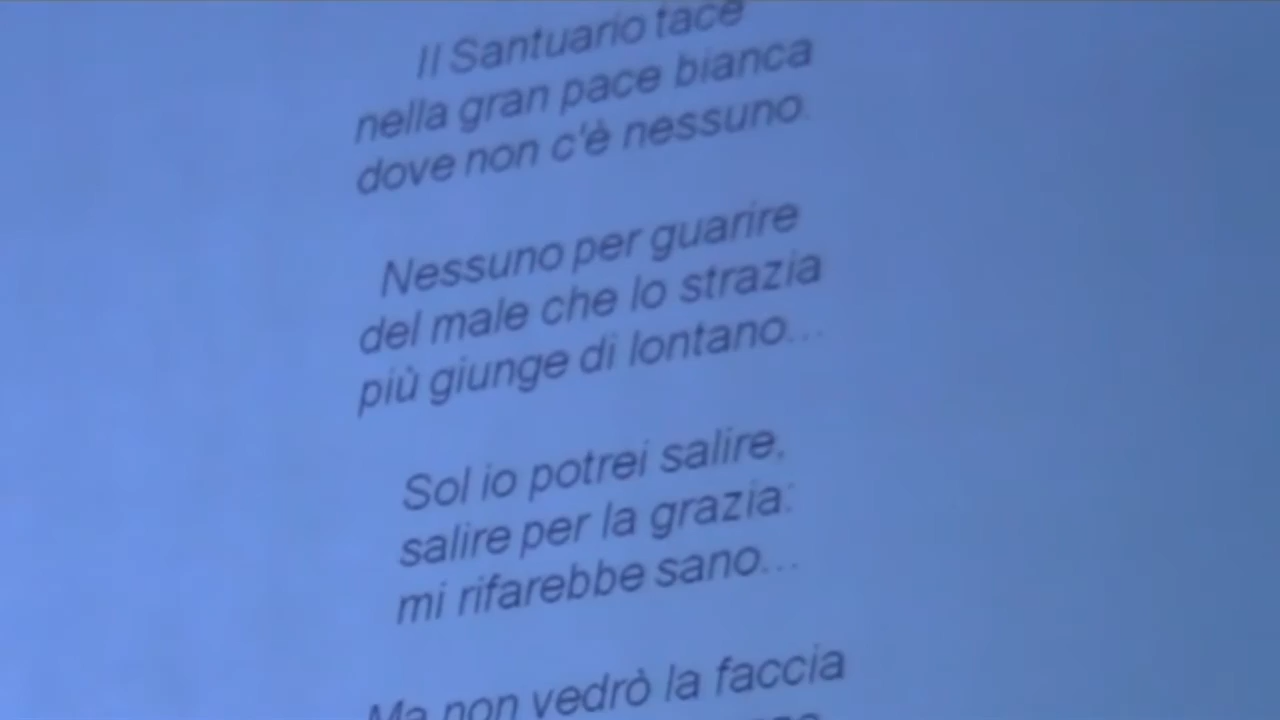 Il Santuario tace
nella gran pace bianca
dove non c'è nessuno.
Nessuno per guarire
del male che lo strazia
più giunge di lontano...
Sol io potrei salire,
salire per la grazia:
mi rifarebbe sano...
Ma non vedrò la faccia